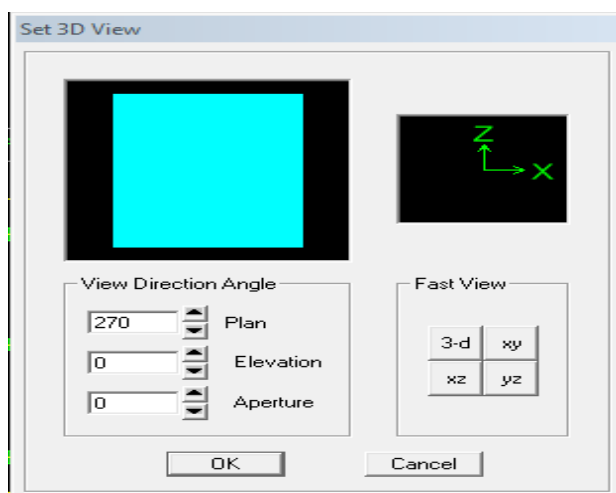 Set 3D View
Z
X
View Direction Angle
270 Plan
0 Elevation
0 Aperture
Fast View
3-d xy
xz yz
OK Cancel